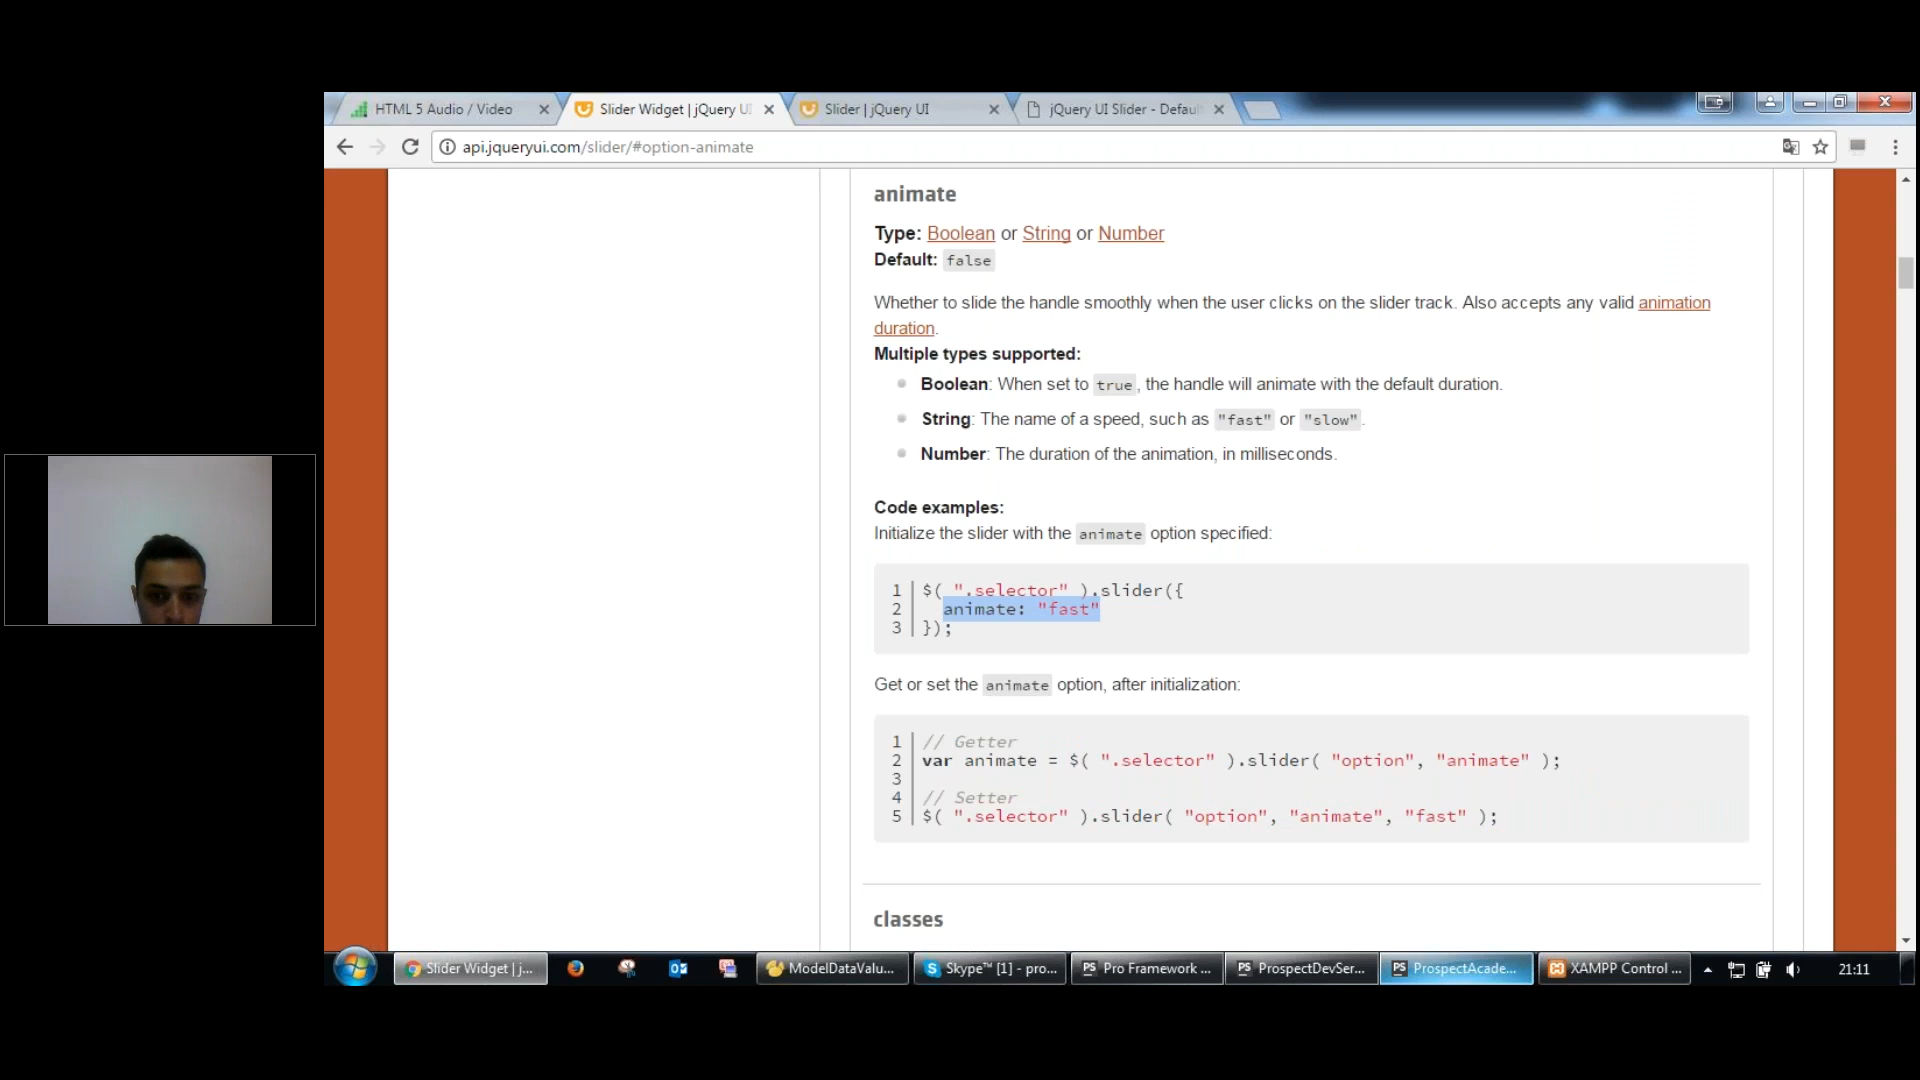 HTML 5 Audio / Video
Slider Widget | jQuery UI
Slider | jQuery UI
jQuery UI Slider - Defau
api.jqueryui.com/slider/#option-animate
animate
Type: Boolean or String or Number
Default: false
Whether to slide the handle smoothly when the user clicks on the slider track. Also accepts any valid animation
duration.
Multiple types supported:
Boolean: When set to true, the handle will animate with the default duration.
String: The name of a speed, such as "fast" or "slow".
Number: The duration of the animation, in milliseconds.
Code examples:
Initialize the slider with the animate option specified:
1 $( ".selector" ).slider({
2 animate: "fast"
3 });
Get or set the animate option, after initialization:
1 // Getter
2 var animate = $( ".selector" ).slider( "option", "animate" );
3
4 // Setter
5 $( ".selector" ).slider( "option", "animate", "fast" );
classes
Slider Widget | j...
ModelDataValu...
Skype™ [1] - pro...
Pro Framework ...
ProspectDevSer...
ProspectAcade...
XAMPP Control ...
21:11